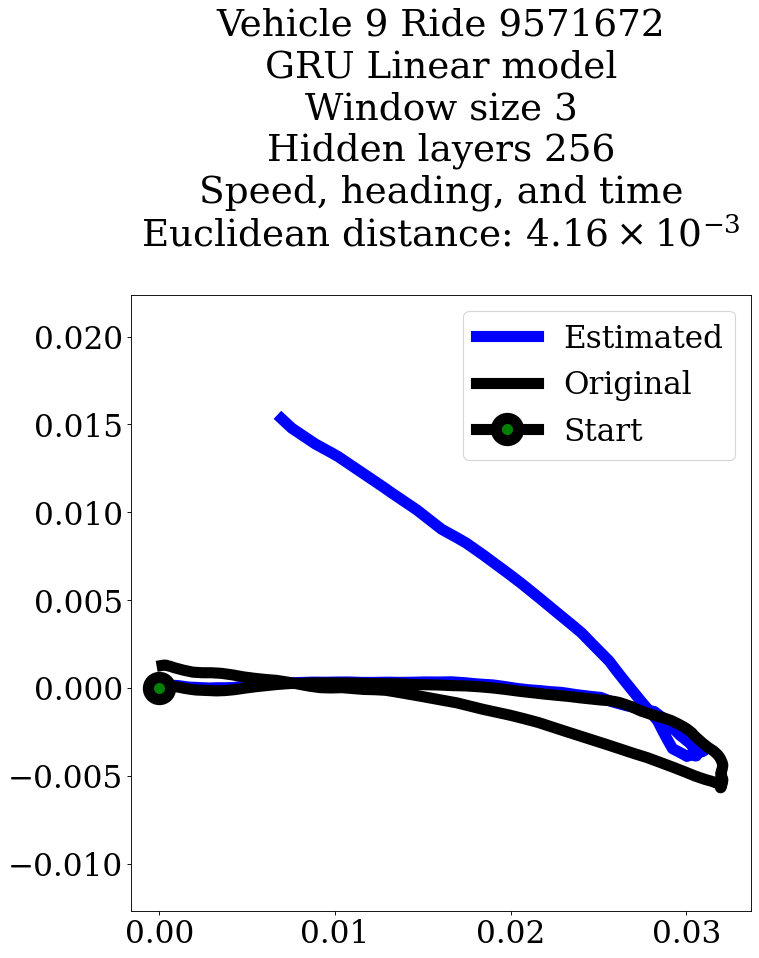 Vehicle 9 Ride 9571672
GRU Linear model
Window size 3
Hidden layers 256
Speed, heading, and time
Euclidean distance: 4.16 × 10⁻³
Estimated
Original
Start
0.020
0.015
0.010
0.005
0.000
−0.005
−0.010
0.00 0.01 0.02 0.03